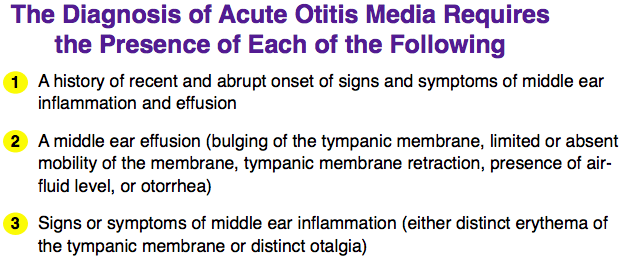 The Diagnosis of Acute Otitis Media Requires
the Presence of Each of the Following
1 A history of recent and abrupt onset of signs and symptoms of middle ear
inflammation and effusion
2 A middle ear effusion (bulging of the tympanic membrane, limited or absent
mobility of the membrane, tympanic membrane retraction, presence of air-
fluid level, or otorrhea)
3 Signs or symptoms of middle ear inflammation (either distinct erythema of
the tympanic membrane or distinct otalgia)